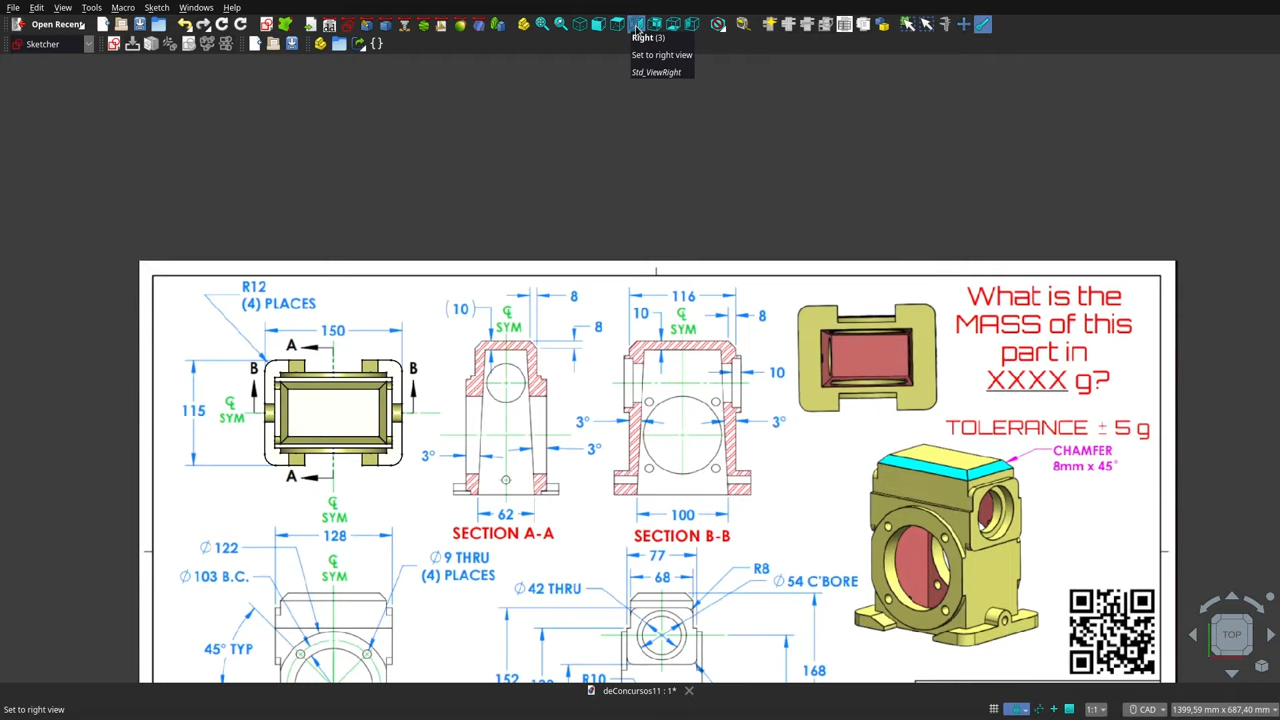 File Edit View Tools Macro Sketch Windows Help
Open Recent
Sketcher
Right (3)
Set to right view
Std_ViewRight
R12
(4) PLACES
150
A
B
B
115
℄
SYM
A
℄
SYM
(10)
℄
SYM
8
8
3°
3°
62
SECTION A-A
116
10
℄
SYM
8
10
3°
3°
100
SECTION B-B
What is the
MASS of this
part in
XXXX g?
TOLERANCE ± 5 g
CHAMFER
8mm x 45°
128
∅ 122
∅ 103 B.C.
℄
SYM
∅ 9 THRU
(4) PLACES
45° TYP
77
68
R8
∅ 42 THRU
∅ 54 C'BORE
152
R10
168
TOP
deConcursos11 : 1*
Set to right view
1:1
CAD
1399,59 mm x 687,40 mm